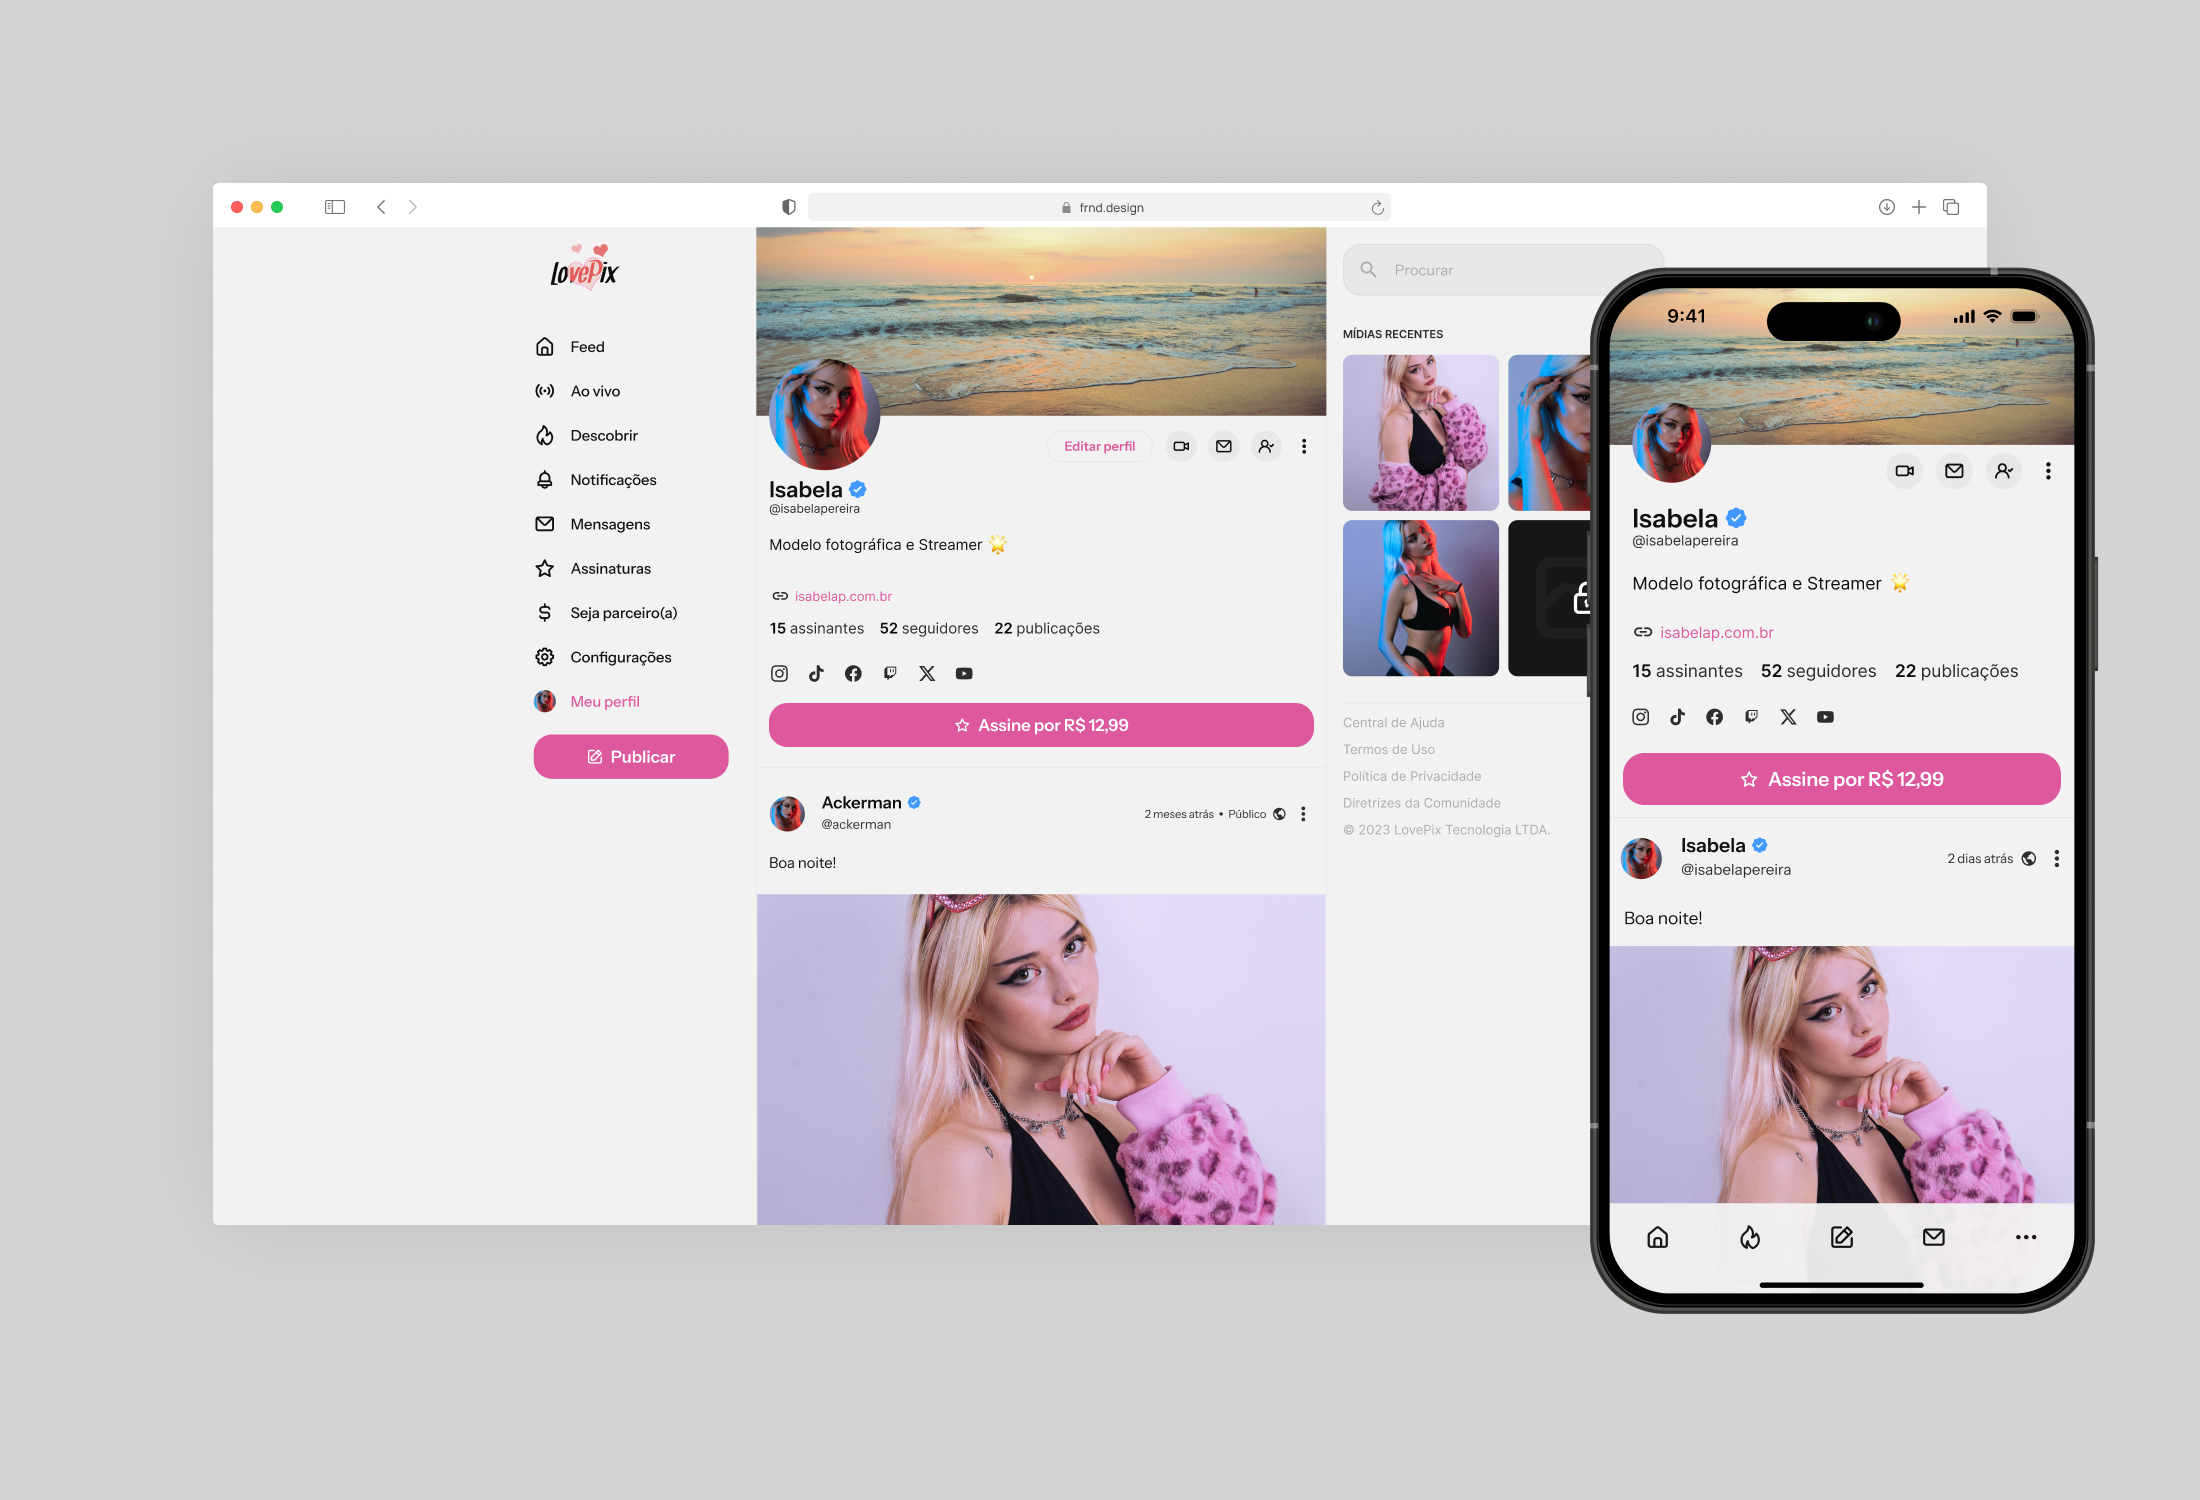 frnd.design
LovePix
Feed
Ao vivo
Descobrir
Notificações
Mensagens
Assinaturas
Seja parceiro(a)
Configurações
Meu perfil
Publicar
Editar perfil
Isabela
@isabelapereira
Modelo fotográfica e Streamer
isabelap.com.br
15 assinantes 52 seguidores 22 publicações
Assine por R$ 12,99
Ackerman
@ackerman
2 meses atrás • Público
Boa noite!
Procurar
MÍDIAS RECENTES
Central de Ajuda
Termos de Uso
Política de Privacidade
Diretrizes da Comunidade
© 2023 LovePix Tecnologia LTDA.
9:41
Isabela
@isabelapereira
Modelo fotográfica e Streamer
isabelap.com.br
15 assinantes 52 seguidores 22 publicações
Assine por R$ 12,99
Isabela
@isabelapereira
2 dias atrás
Boa noite!